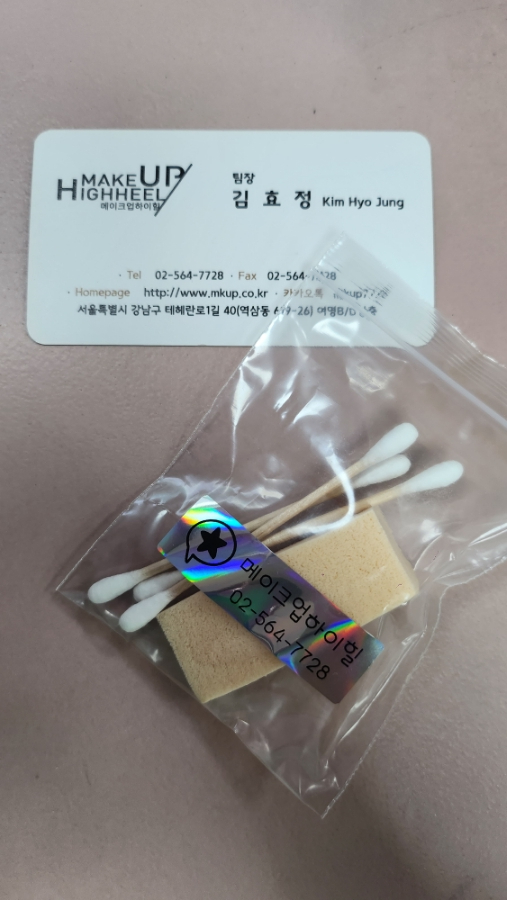 MAKE UP
HIGHHEEL
메이크업하이힐
팀장
김 효 정 Kim Hyo Jung
· Tel 02-564-7728 · Fax 02-564-
· Homepage http://www.mkup.co.kr · 카카오톡
서울특별시 강남구 테헤란로1길 40(역삼동
메이크업하이힐
02-564-7728